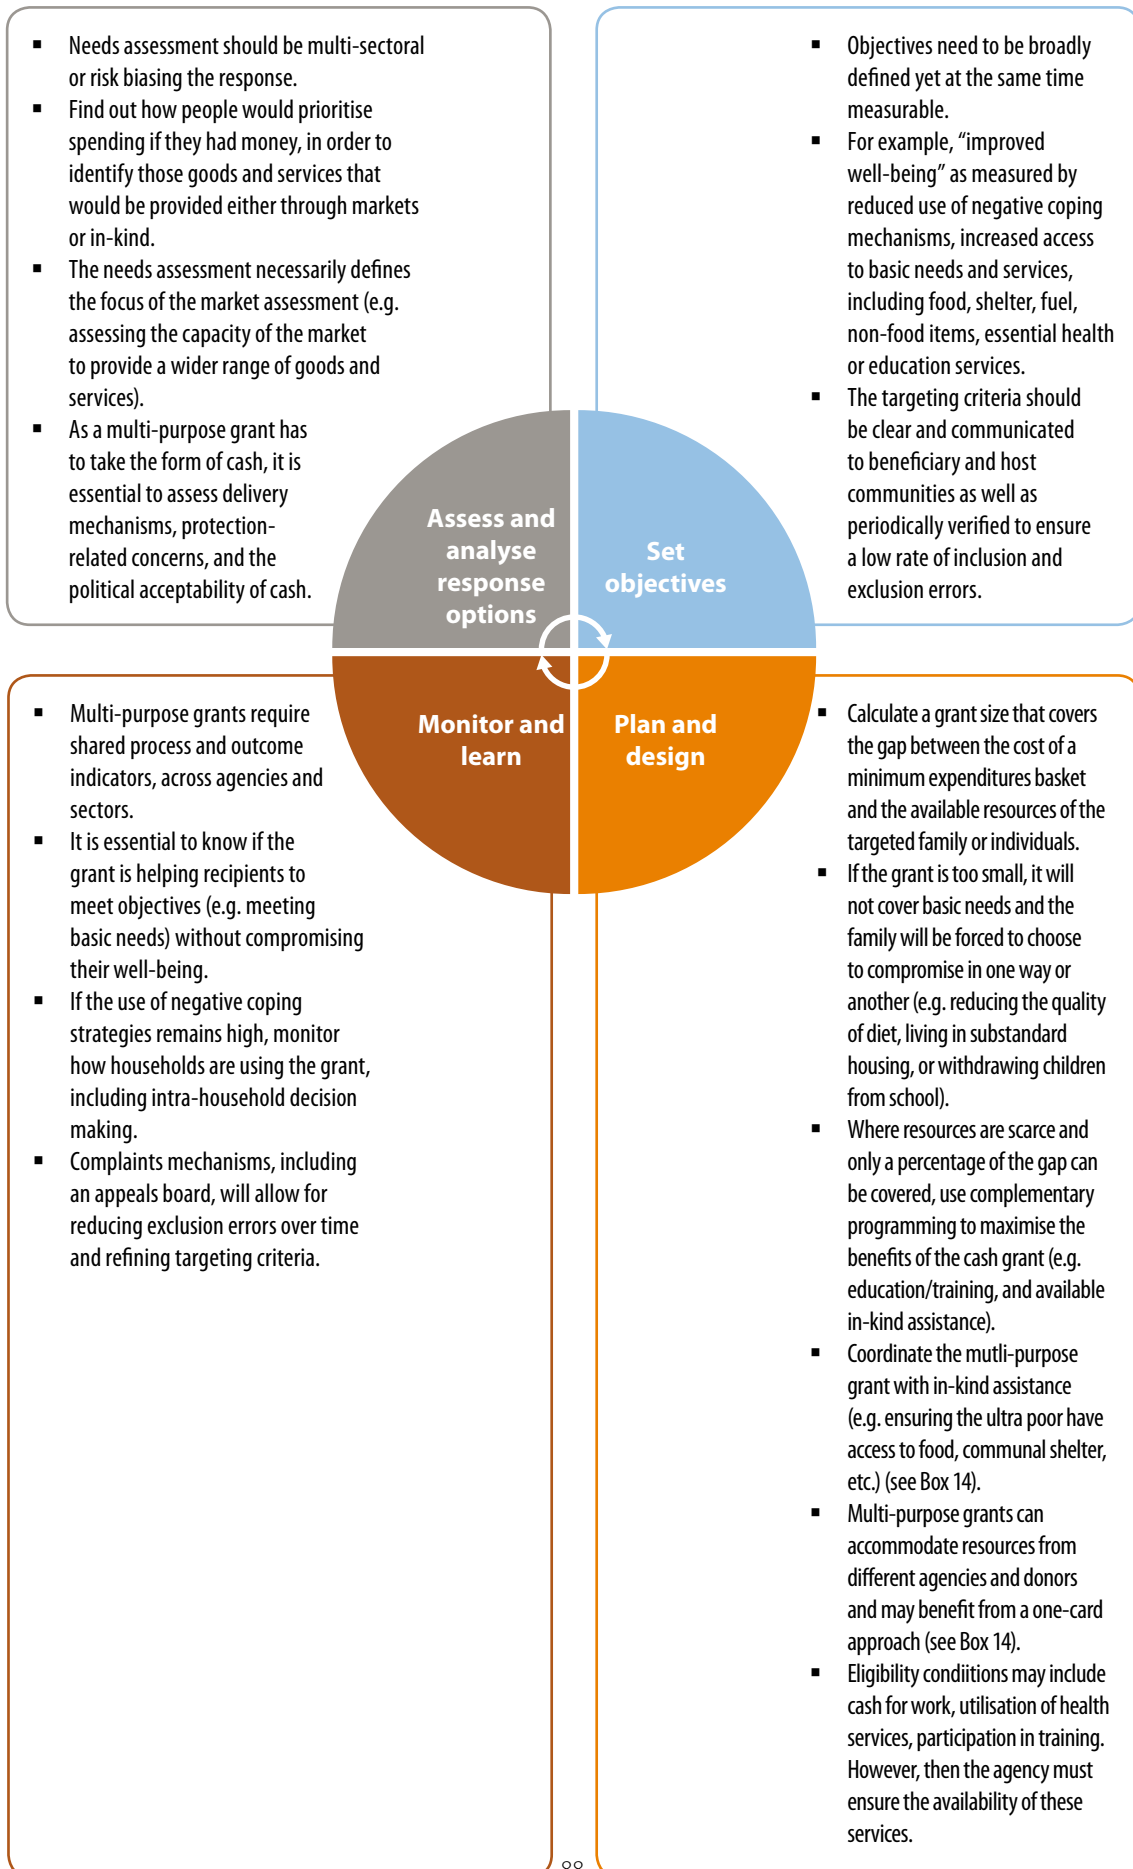 ▪ Needs assessment should be multi-sectoral
or risk biasing the response.
▪ Find out how people would prioritise
spending if they had money, in order to
identify those goods and services that
would be provided either through markets
or in-kind.
▪ The needs assessment necessarily defines
the focus of the market assessment (e.g.
assessing the capacity of the market
to provide a wider range of goods and
services).
▪ As a multi-purpose grant has
to take the form of cash, it is
essential to assess delivery
mechanisms, protection-
related concerns, and the
political acceptability of cash.
▪ Objectives need to be broadly
defined yet at the same time
measurable.
▪ For example, “improved
well-being” as measured by
reduced use of negative coping
mechanisms, increased access
to basic needs and services,
including food, shelter, fuel,
non-food items, essential health
or education services.
▪ The targeting criteria should
be clear and communicated
to beneficiary and host
communities as well as
periodically verified to ensure
a low rate of inclusion and
exclusion errors.
Assess and
analyse
response
options
Set
objectives
Monitor and
learn
Plan and
design
▪ Multi-purpose grants require
shared process and outcome
indicators, across agencies and
sectors.
▪ It is essential to know if the
grant is helping recipients to
meet objectives (e.g. meeting
basic needs) without compromising
their well-being.
▪ If the use of negative coping
strategies remains high, monitor
how households are using the grant,
including intra-household decision
making.
▪ Complaints mechanisms, including
an appeals board, will allow for
reducing exclusion errors over time
and refining targeting criteria.
▪ Calculate a grant size that covers
the gap between the cost of a
minimum expenditures basket
and the available resources of the
targeted family or individuals.
▪ If the grant is too small, it will
not cover basic needs and the
family will be forced to choose
to compromise in one way or
another (e.g. reducing the quality
of diet, living in substandard
housing, or withdrawing children
from school).
▪ Where resources are scarce and
only a percentage of the gap can
be covered, use complementary
programming to maximise the
benefits of the cash grant (e.g.
education/training, and available
in-kind assistance).
▪ Coordinate the mutli-purpose
grant with in-kind assistance
(e.g. ensuring the ultra poor have
access to food, communal shelter,
etc.) (see Box 14).
▪ Multi-purpose grants can
accommodate resources from
different agencies and donors
and may benefit from a one-card
approach (see Box 14).
▪ Eligibility condiitions may include
cash for work, utilisation of health
services, participation in training.
However, then the agency must
ensure the availability of these
services.
88